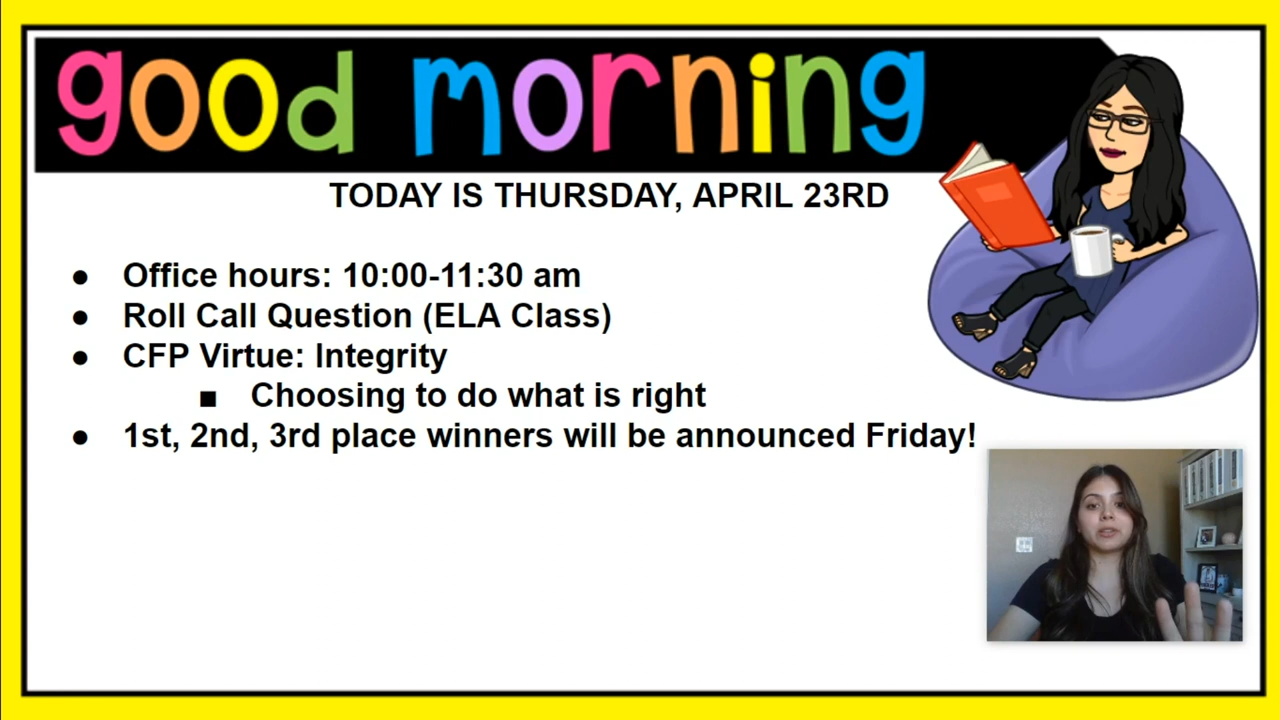 good morning
TODAY IS THURSDAY, APRIL 23RD
● Office hours: 10:00-11:30 am
● Roll Call Question (ELA Class)
● CFP Virtue: Integrity
■ Choosing to do what is right
● 1st, 2nd, 3rd place winners will be announced Friday!